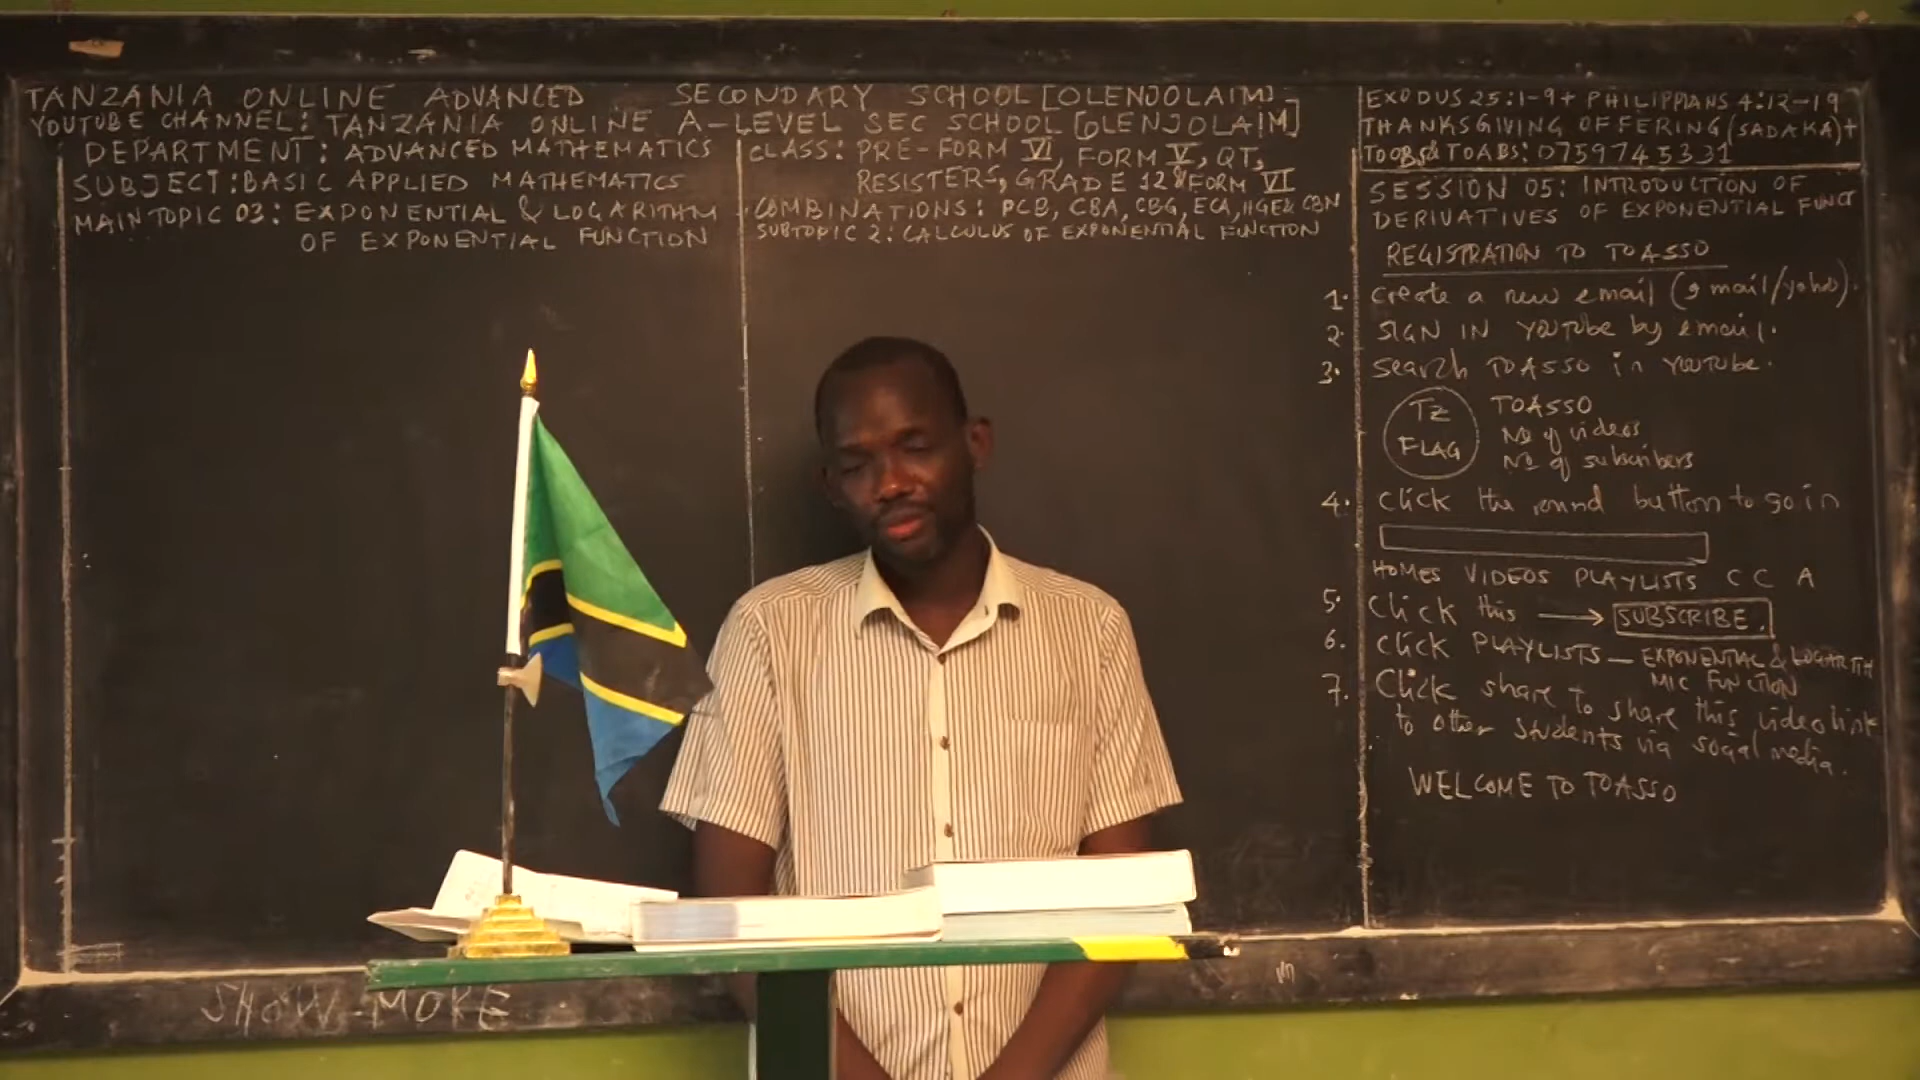 TANZANIA ONLINE ADVANCED SECONDARY SCHOOL [OLENJOLAIM]
YOUTUBE CHANNEL: TANZANIA ONLINE A-LEVEL SEC SCHOOL [OLENJOLAIM]
DEPARTMENT: ADVANCED MATHEMATICS
SUBJECT: BASIC APPLIED MATHEMATICS
MAIN TOPIC 03: EXPONENTIAL & LOGARITHM
OF EXPONENTIAL FUNCTION
CLASS: PRE-FORM VI, FORM V, QT,
RESISTERS, GRADE 12 & FORM VI
COMBINATIONS: PCB, CBA, CBG, ECA, HGE & CBN
SUBTOPIC 2: CALCULUS OF EXPONENTIAL FUNCTION
EXODUS 25:1-9 + PHILIPPIANS 4:12-19
THANKSGIVING OFFERING (SADAKA) +
TOABS: 0759745331
SESSION 05: INTRODUCTION OF
DERIVATIVES OF EXPONENTIAL FUNCT
REGISTRATION TO TOASSO
1. Create a new email (gmail/yahoo).
2. SIGN IN YOUTUBE by email.
3. Search TOASSO in YOUTUBE.
TZ
FLAG
TOASSO
No of videos
No of subscribers
4. Click the round button to go in
HOMES VIDEOS PLAYLISTS C C A
5. Click this → SUBSCRIBE.
6. Click PLAYLISTS - EXPONENTIAL & LOGARITH
MIC FUNCTION
7. Click share to share this video link
to other students via social media.
WELCOME TO TOASSO
SHOW-MORE